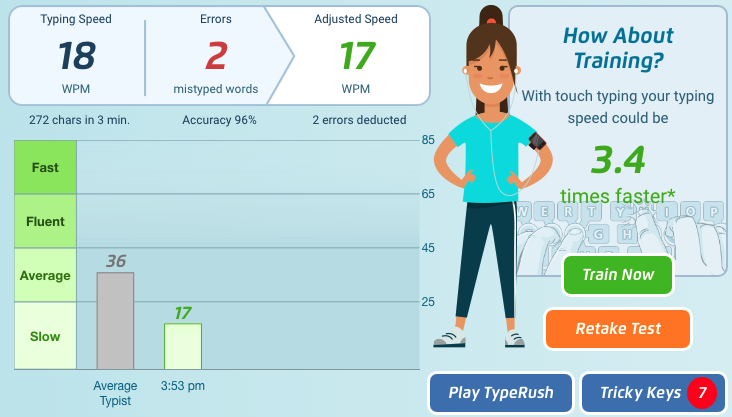 Typing Speed
18
WPM
Errors
2
mistyped words
Adjusted Speed
17
WPM
272 chars in 3 min.
Accuracy 96%
2 errors deducted
85
Fast
65
Fluent
45
Average
36
25
Slow
17
Average
Typist
3:53 pm
How About
Training?
With touch typing your typing
speed could be
3.4
times faster*
W E R T Y U I O P
G H
Train Now
Retake Test
Play TypeRush
Tricky Keys 7